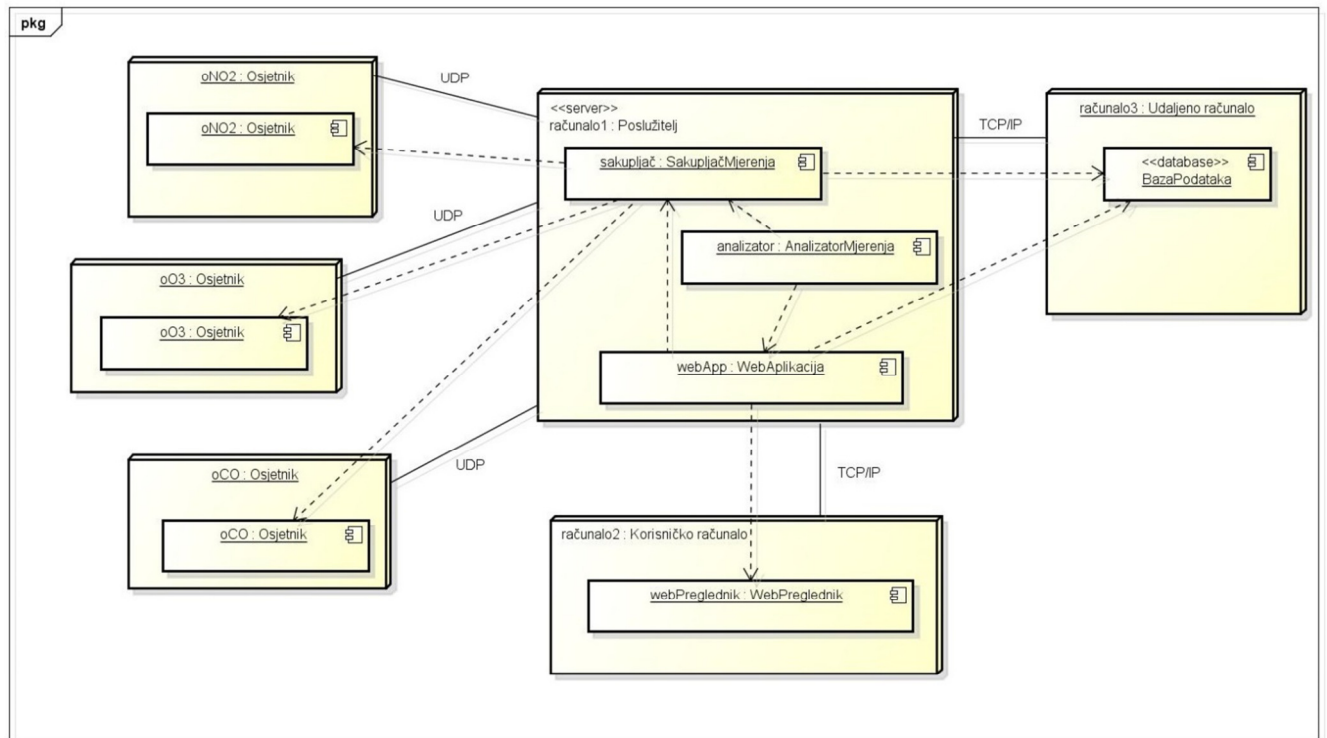 pkg
oNO2 : Osjetnik
oNO2 : Osjetnik
UDP
<<server>>
računalo1 : Poslužitelj
sakupljač : SakupljačMjerenja
TCP/IP
računalo3 : Udaljeno računalo
<<database>>
BazaPodataka
UDP
analizator : AnalizatorMjerenja
oO3 : Osjetnik
oO3 : Osjetnik
webApp : WebAplikacija
UDP
TCP/IP
oCO : Osjetnik
oCO : Osjetnik
računalo2 : Korisničko računalo
webPreglednik : WebPreglednik